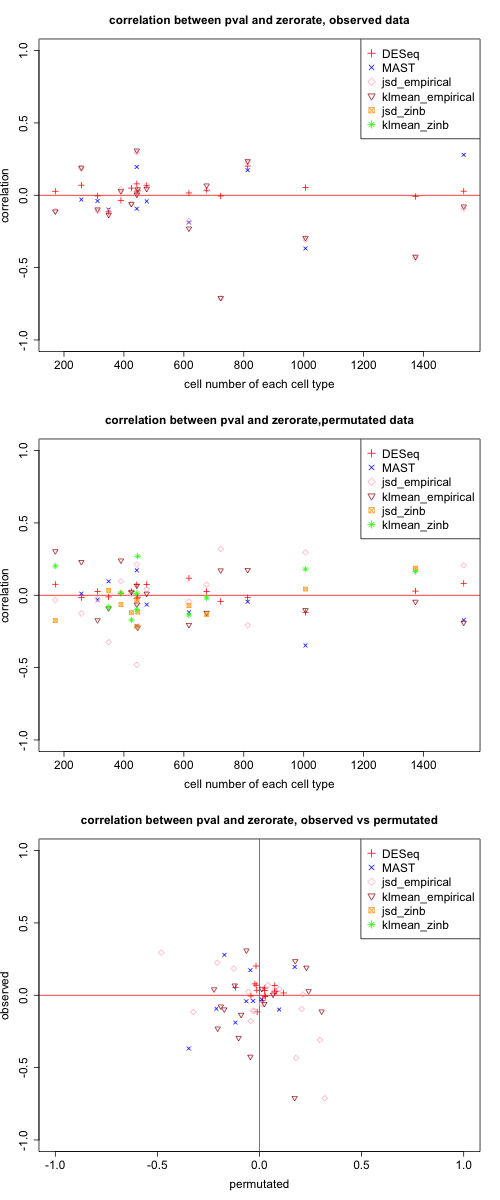 correlation between pval and zerorate, observed data
1.0
0.5
0.0
-0.5
-1.0
correlation
DESeq
MAST
jsd_empirical
klmean_empirical
jsd_zinb
klmean_zinb
200 400 600 800 1000 1200 1400
cell number of each cell type
correlation between pval and zerorate,permutated data
1.0
0.5
0.0
-0.5
-1.0
correlation
DESeq
MAST
jsd_empirical
klmean_empirical
jsd_zinb
klmean_zinb
200 400 600 800 1000 1200 1400
cell number of each cell type
correlation between pval and zerorate, observed vs permutated
1.0
0.5
0.0
-0.5
-1.0
observed
DESeq
MAST
jsd_empirical
klmean_empirical
jsd_zinb
klmean_zinb
-1.0 -0.5 0.0 0.5 1.0
permutated